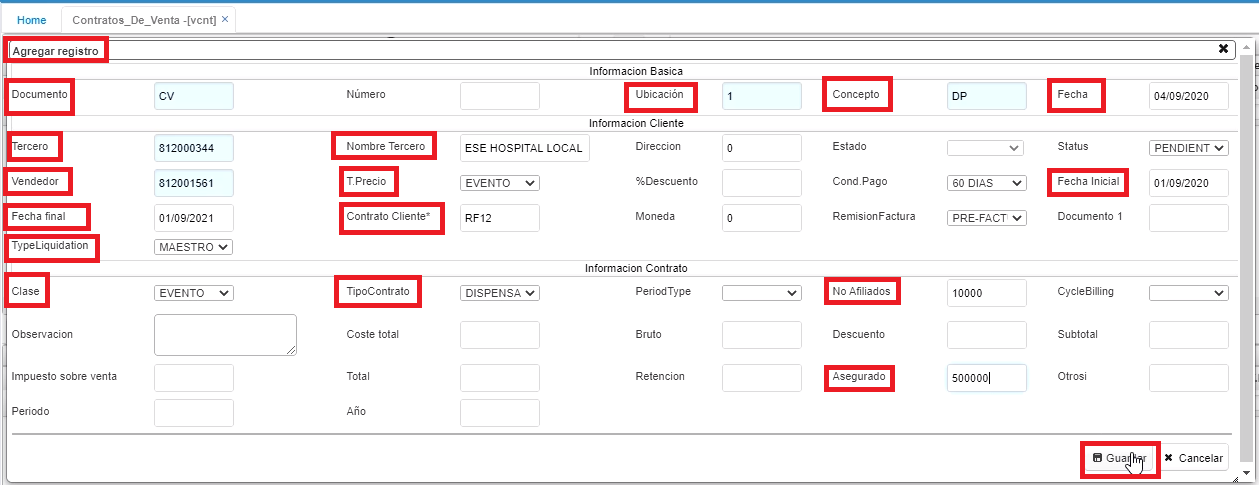 Home Contratos_De_Venta -[vcnt] ×
Agregar registro ✖
Informacion Basica
Documento CV Número Ubicación 1 Concepto DP Fecha 04/09/2020
Informacion Cliente
Tercero 812000344 Nombre Tercero ESE HOSPITAL LOCAL Direccion 0 Estado Status PENDIENT
Vendedor 812001561 T.Precio EVENTO %Descuento Cond.Pago 60 DIAS Fecha Inicial 01/09/2020
Fecha final 01/09/2021 Contrato Cliente* RF12 Moneda 0 RemisionFactura PRE-FACT Documento 1
TypeLiquidation MAESTRO
Informacion Contrato
Clase EVENTO TipoContrato DISPENSA PeriodType No Afiliados 10000 CycleBilling
Observacion Coste total Bruto Descuento Subtotal
Impuesto sobre venta Total Retencion Asegurado 500000 Otrosi
Periodo Año
Guardar ✖ Cancelar